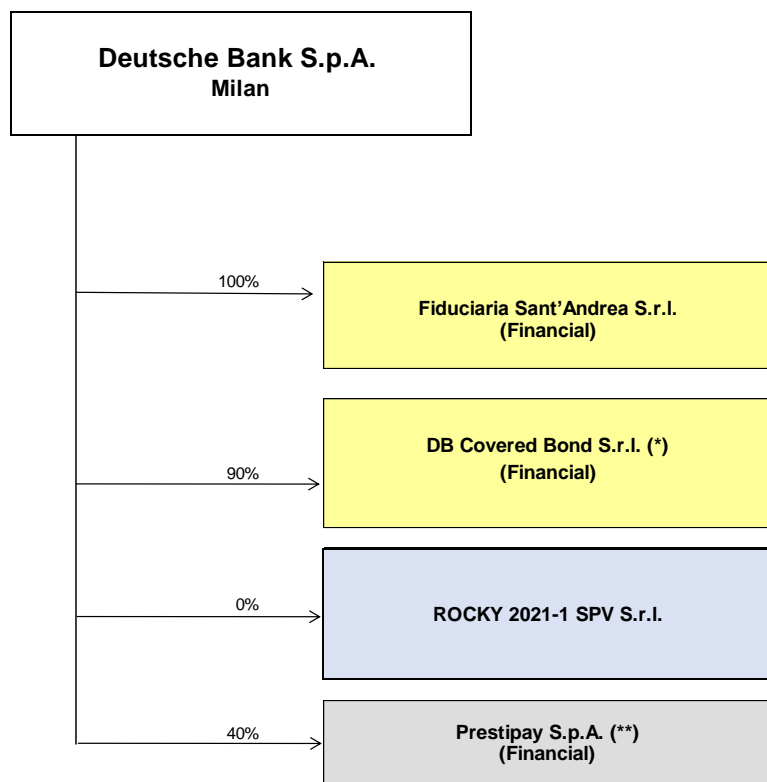 Deutsche Bank S.p.A.
Milan
100%
Fiduciaria Sant’Andrea S.r.l.
(Financial)
DB Covered Bond S.r.l. (*)
(Financial)
90%
0%
ROCKY 2021-1 SPV S.r.l.
40%
Prestipay S.p.A. (**)
(Financial)